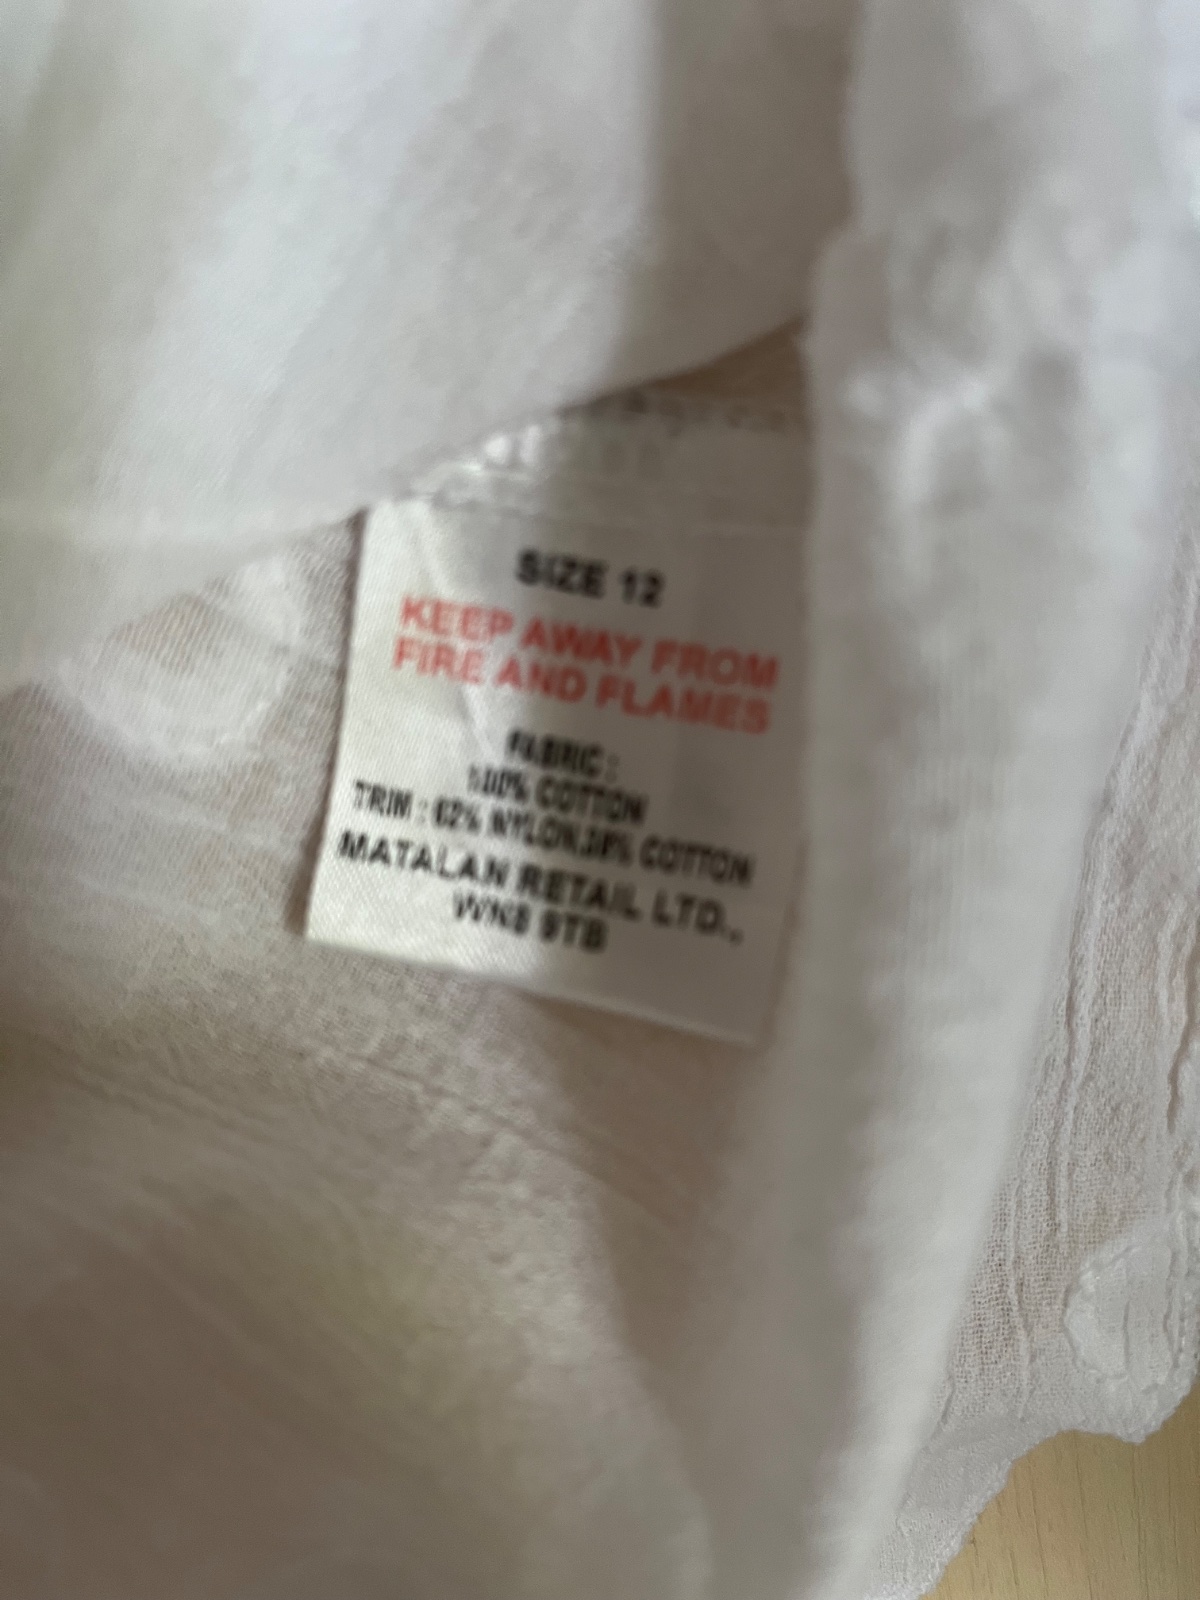 SIZE 12
KEEP AWAY FROM
FIRE AND FLAMES
FABRIC :
100% COTTON
TRIM : 62% NYLON,38% COTTON
MATALAN RETAIL LTD.,
WN8 9TB